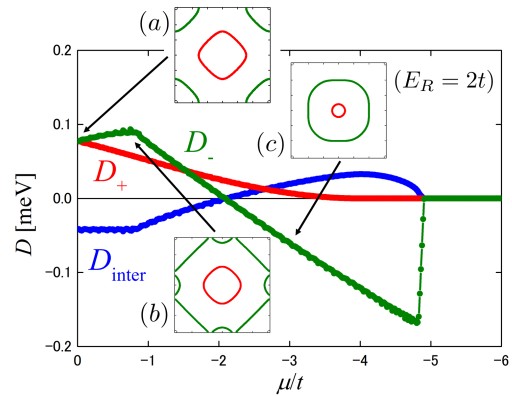 (a)
0.2
(c)
(E_R = 2t)
0.1
D_-
D_+
D [meV]
0.0
D_inter
-0.1
(b)
-0.2
0 -1 -2 -3 -4 -5 -6
μ/t